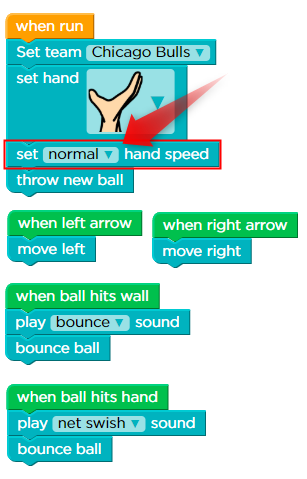 when run
Set team Chicago Bulls ▼
set hand ▼
set normal ▼ hand speed
throw new ball
when left arrow
move left
when right arrow
move right
when ball hits wall
play bounce ▼ sound
bounce ball
when ball hits hand
play net swish ▼ sound
bounce ball